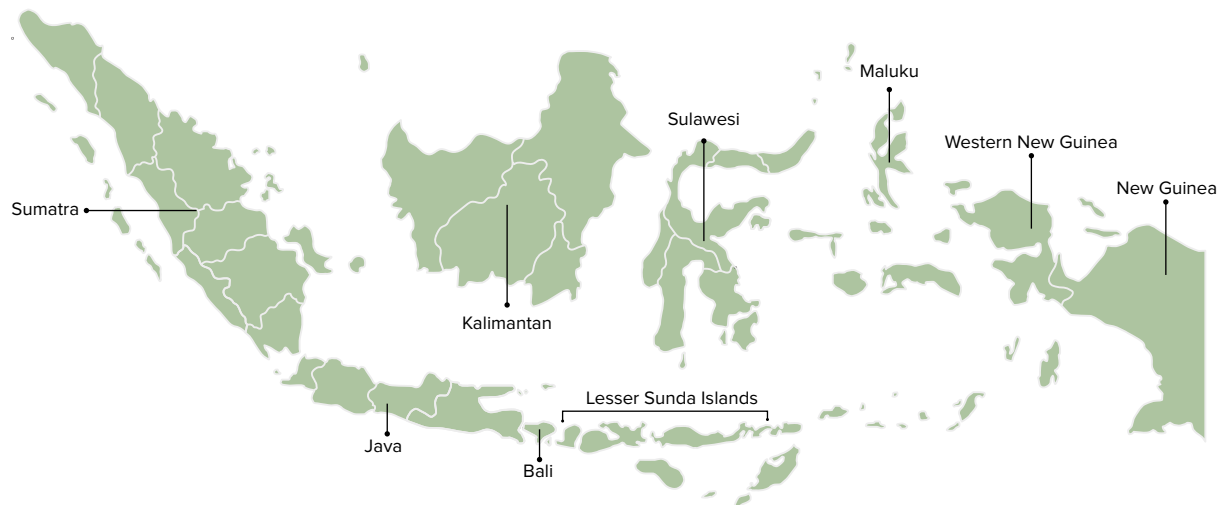 Maluku
Sulawesi
Western New Guinea
New Guinea
Sumatra
Kalimantan
Lesser Sunda Islands
Java
Bali